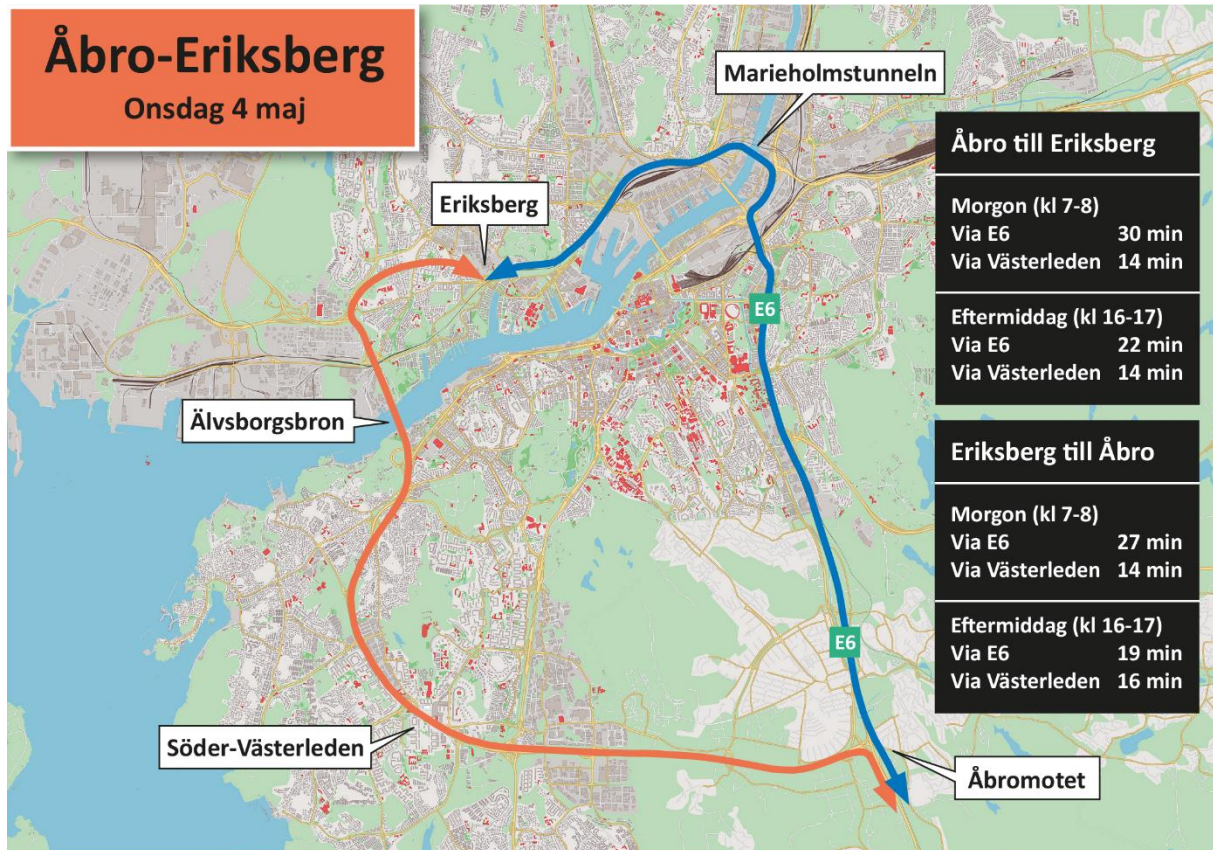 Åbro-Eriksberg
Onsdag 4 maj
Marieholmstunneln
Eriksberg
E6
Älvsborgsbron
E6
Söder-Västerleden
Åbromotet
Åbro till Eriksberg
Morgon (kl 7-8)
Via E6 30 min
Via Västerleden 14 min
Eftermiddag (kl 16-17)
Via E6 22 min
Via Västerleden 14 min
Eriksberg till Åbro
Morgon (kl 7-8)
Via E6 27 min
Via Västerleden 14 min
Eftermiddag (kl 16-17)
Via E6 19 min
Via Västerleden 16 min